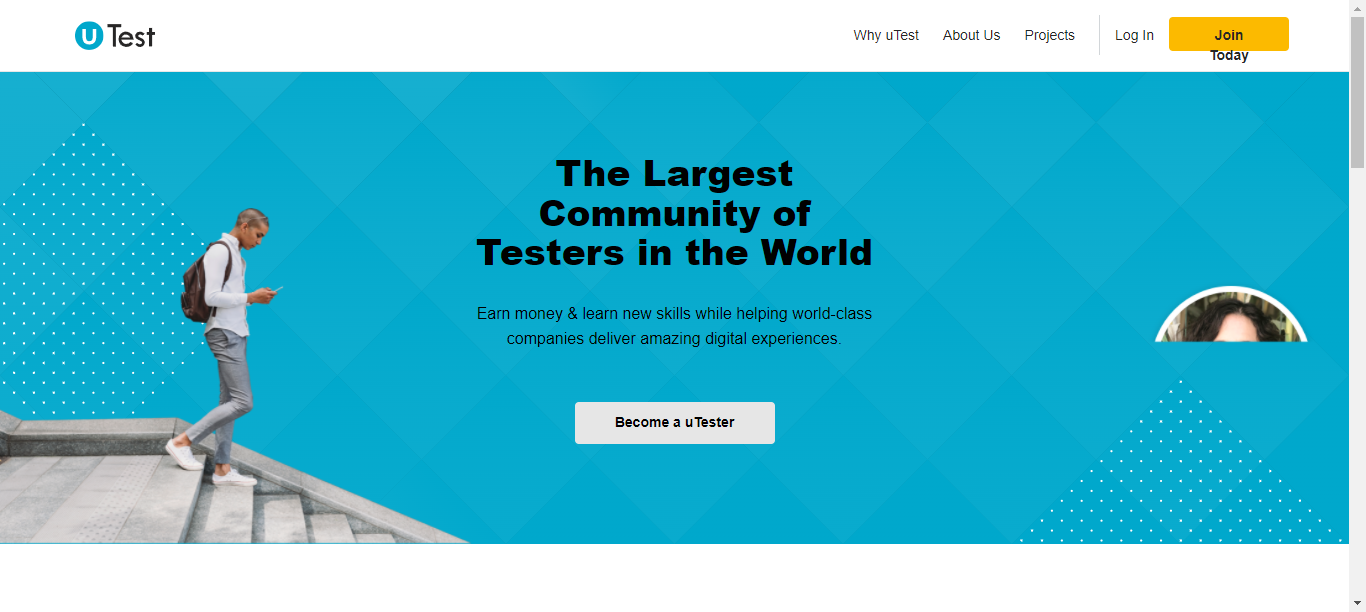 uTest
Why uTest
About Us
Projects
Log In
Join
Today
The Largest
Community of
Testers in the World
Earn money & learn new skills while helping world-class
companies deliver amazing digital experiences.
Become a uTester